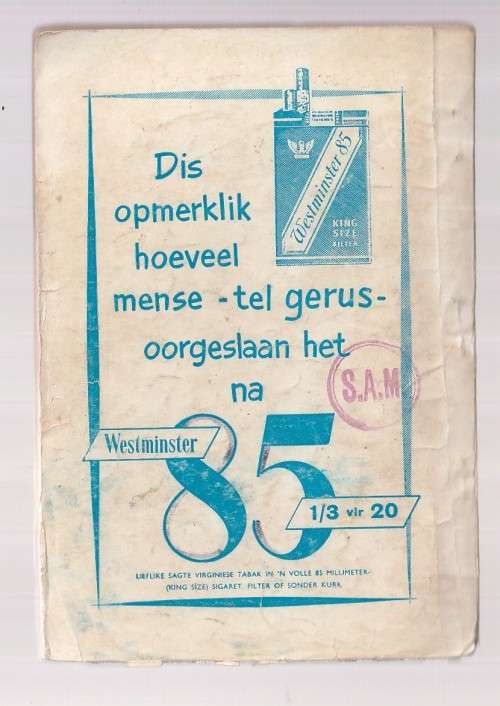 Westminster 85
KING
SIZE
FILTER
Dis
opmerklik
hoeveel
mense - tel gerus -
oorgeslaan het
na
S.A.M
Westminster
85
1/3 vir 20
LIEFLIKE SAGTE VIRGINIESE TABAK IN 'N VOLLE 85 MILLIMETER-
(KING SIZE) SIGARET, FILTER OF SONDER KURK